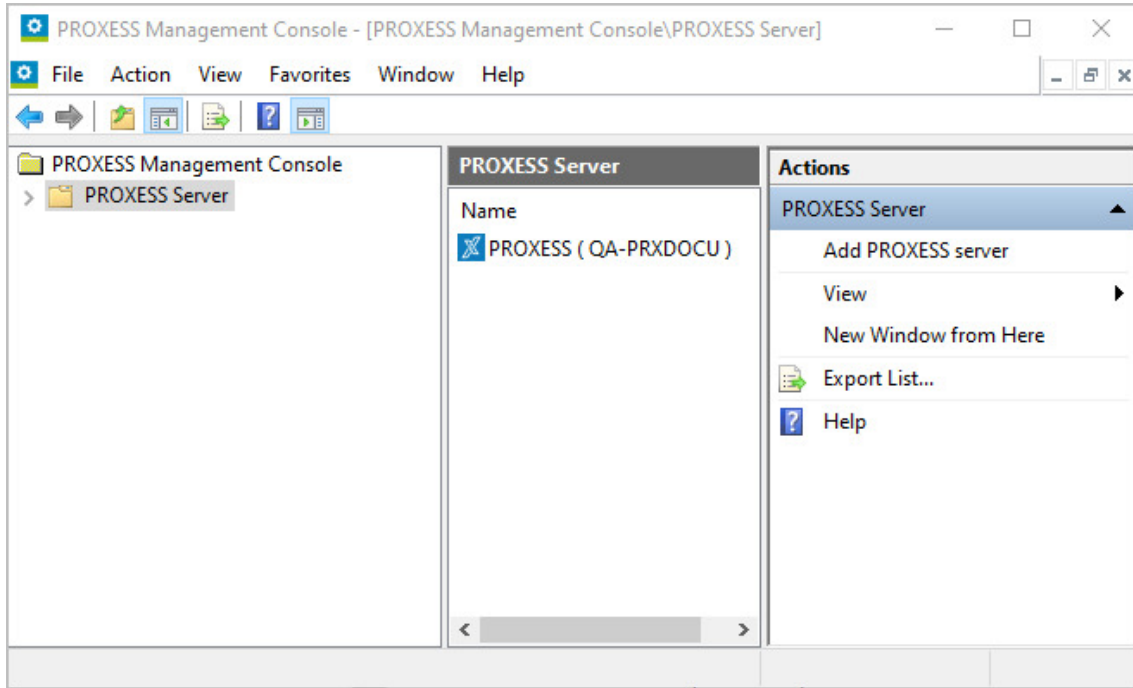 PROXESS Management Console - [PROXESS Management Console\PROXESS Server]
File Action View Favorites Window Help
PROXESS Management Console
PROXESS Server
PROXESS Server
Name
PROXESS ( QA-PRXDOCU )
Actions
PROXESS Server
Add PROXESS server
View
New Window from Here
Export List...
Help